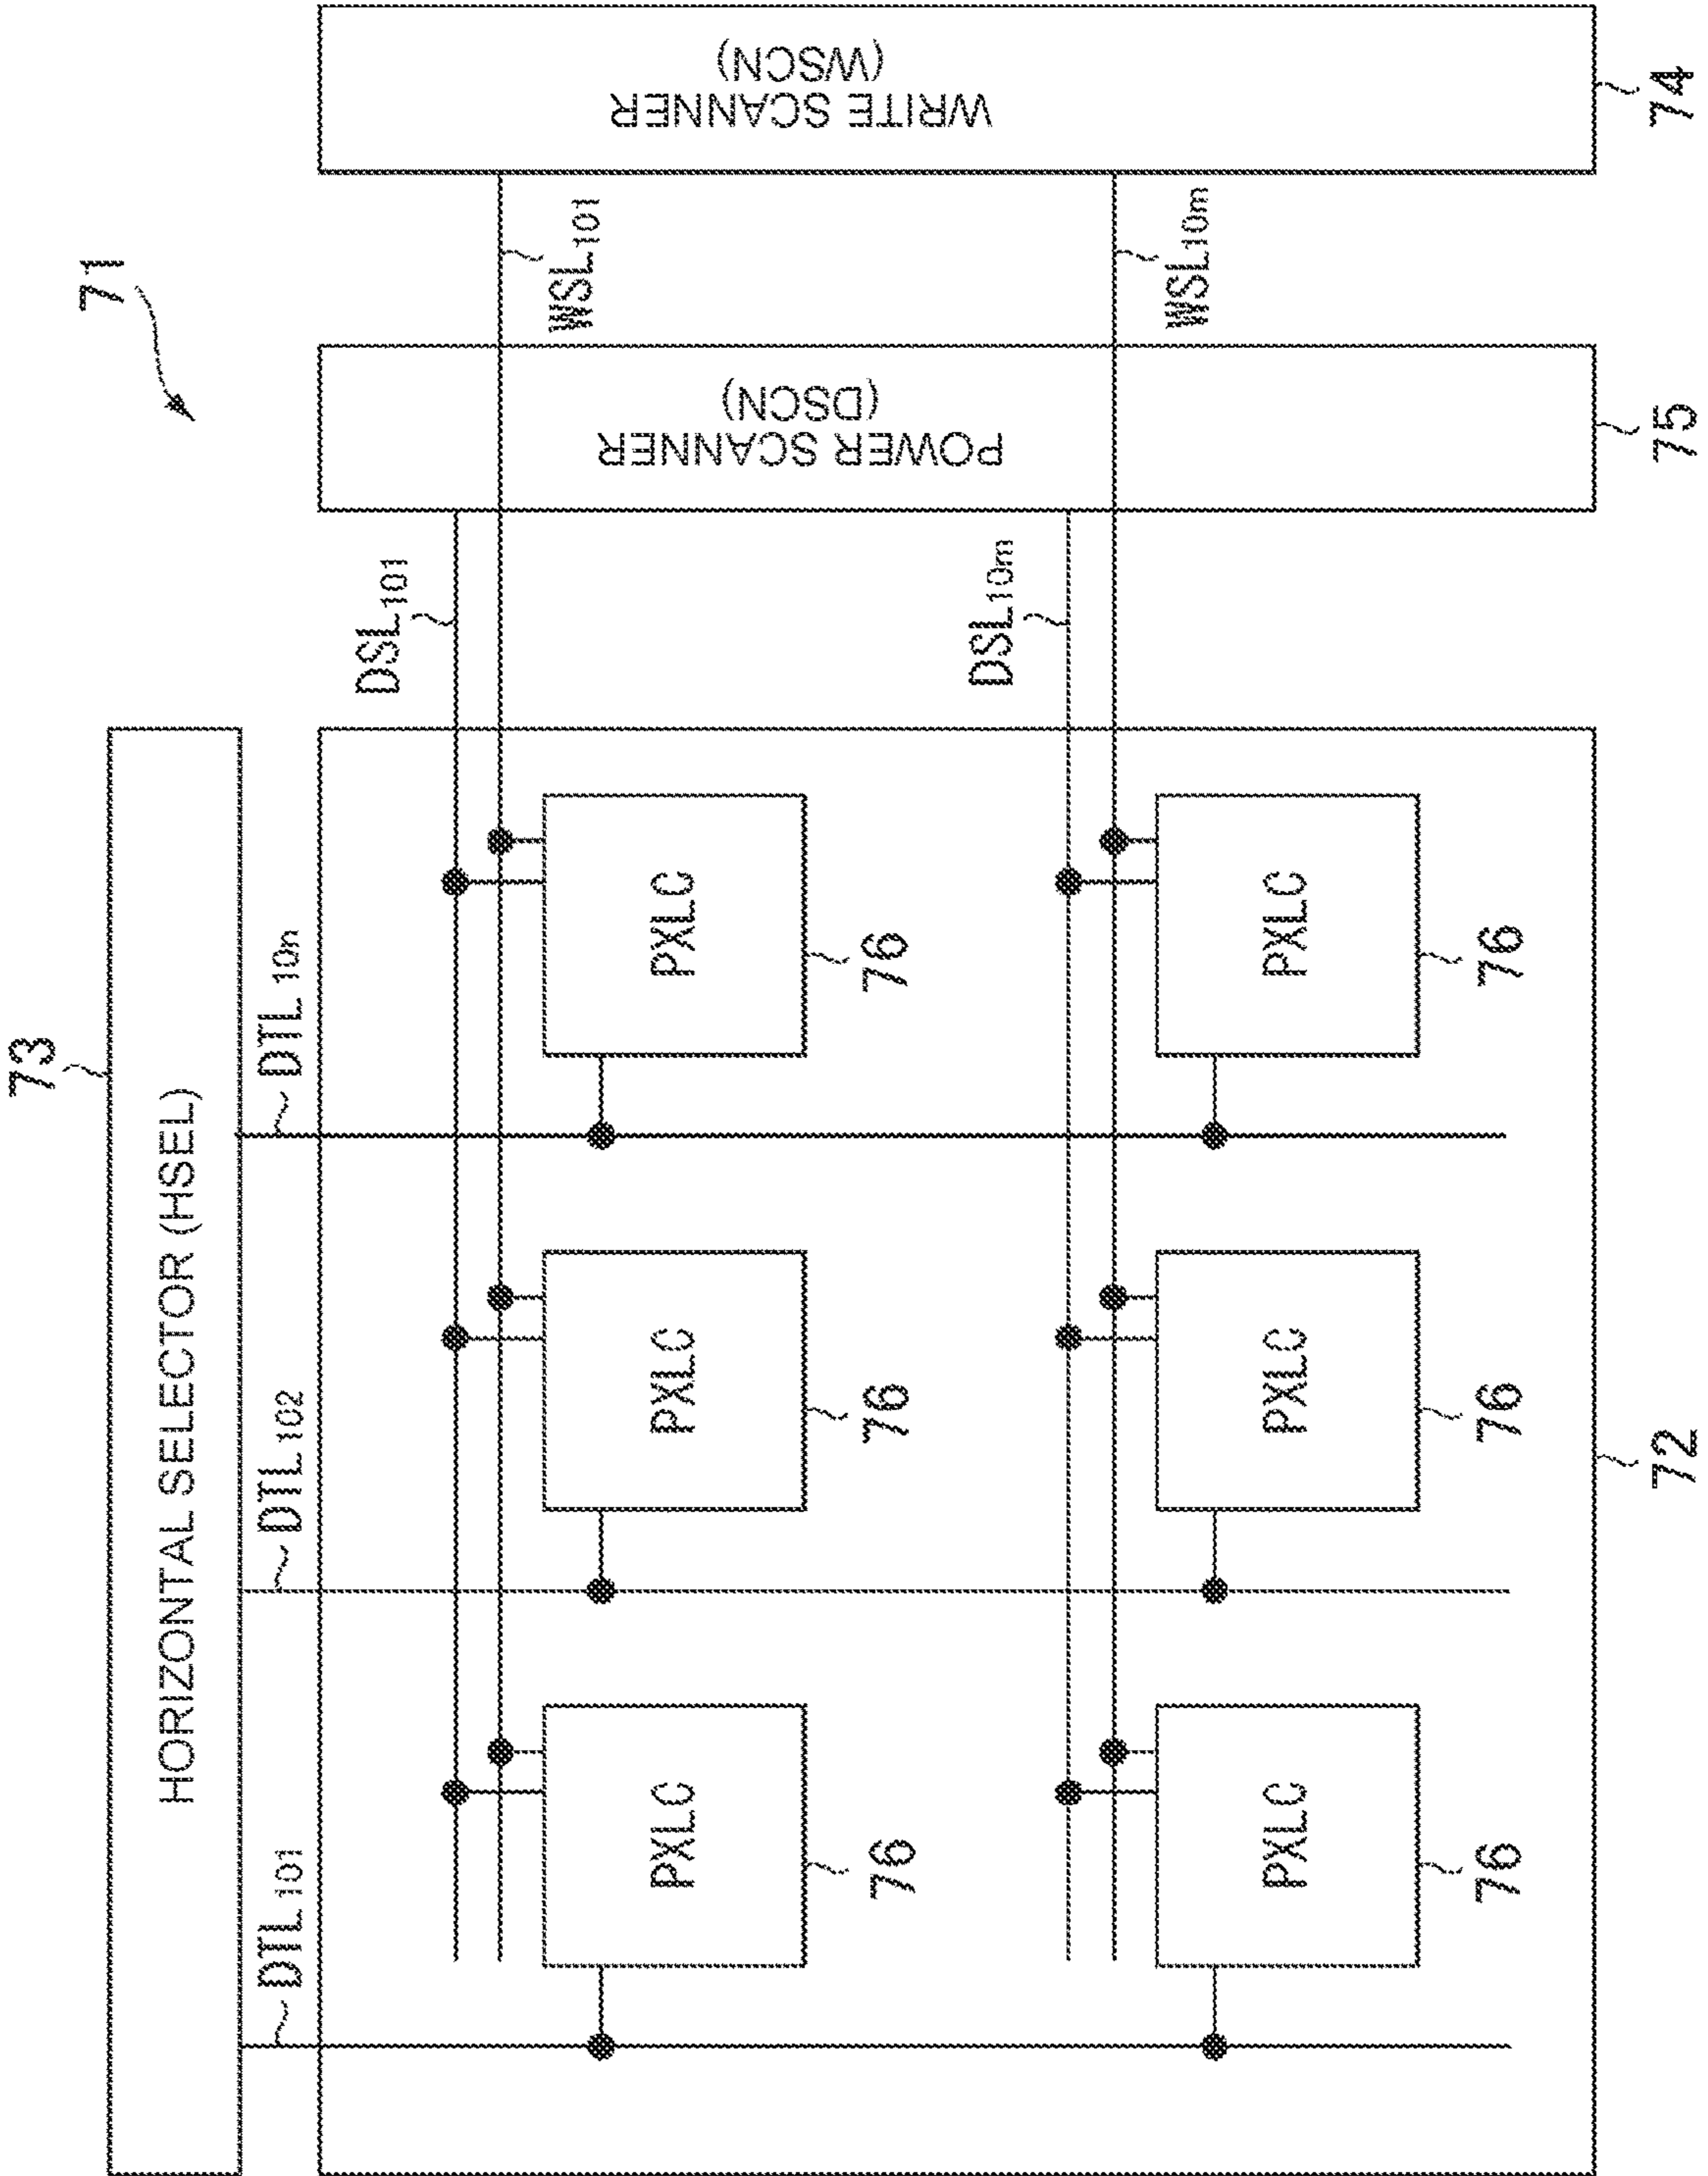 71
73
HORIZONTAL SELECTOR (HSEL)
DTL101
DTL102
DTL10n
DSL101
WSL101
POWER SCANNER
(DSCN)
WRITE SCANNER
(WSCN)
PXLC
PXLC
PXLC
76
76
76
DSL10m
WSL10m
PXLC
PXLC
PXLC
76
76
76
72
75
74